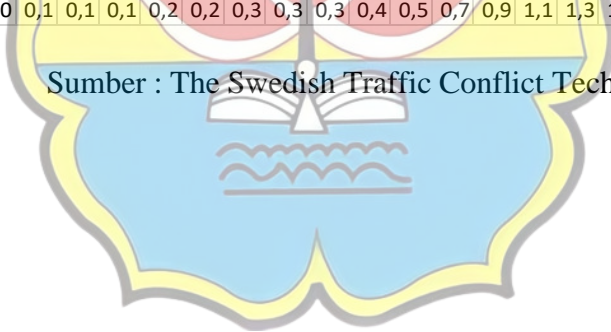 0 0,1 0,1 0,1 0,2 0,2 0,3 0,3 0,3 0,4 0,5 0,7 0,9 1,1 1,3
Sumber : The Swedish Traffic Conflict Tech